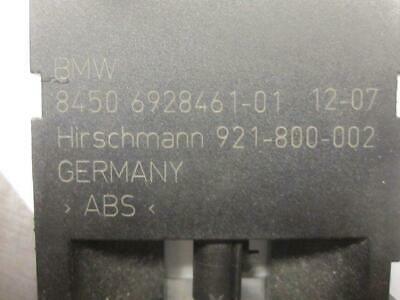 BMW
8450 6928461-01 12-07
Hirschmann 921-800-002
GERMANY
> ABS <